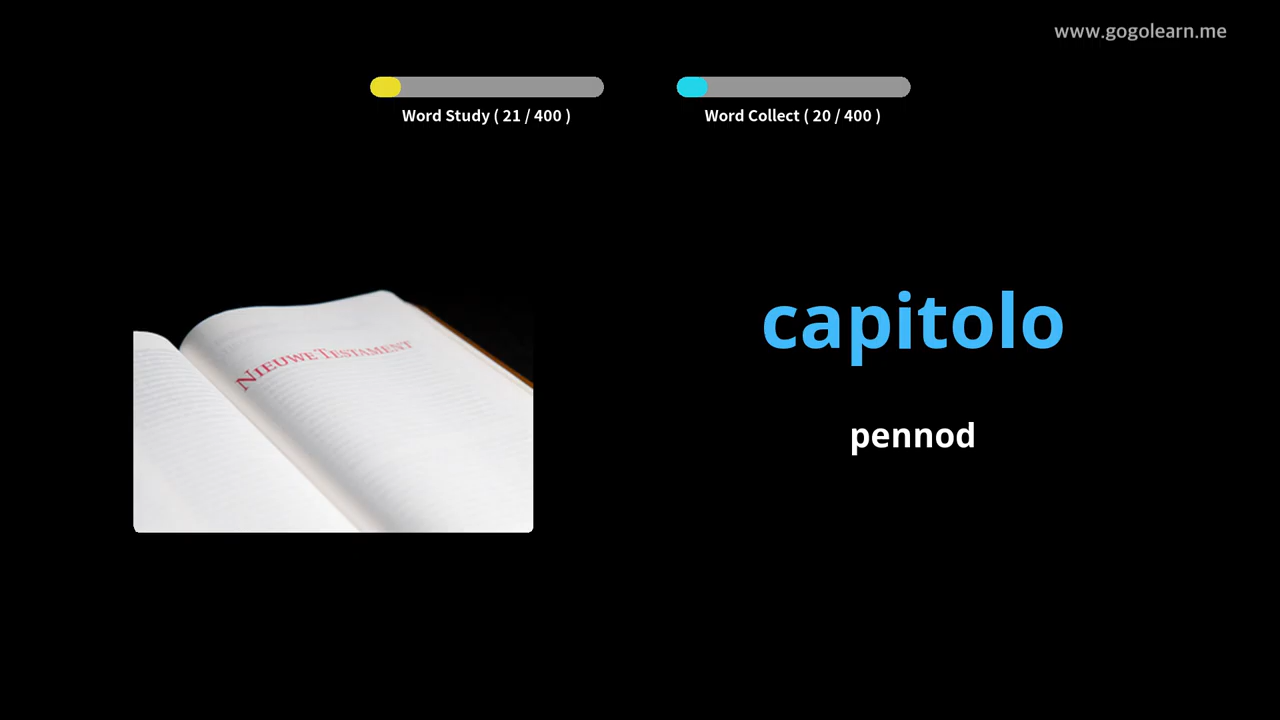 www.gogolearn.me
Word Study ( 21 / 400 )
Word Collect ( 20 / 400 )
NIEUWE TESTAMENT
capitolo
pennod